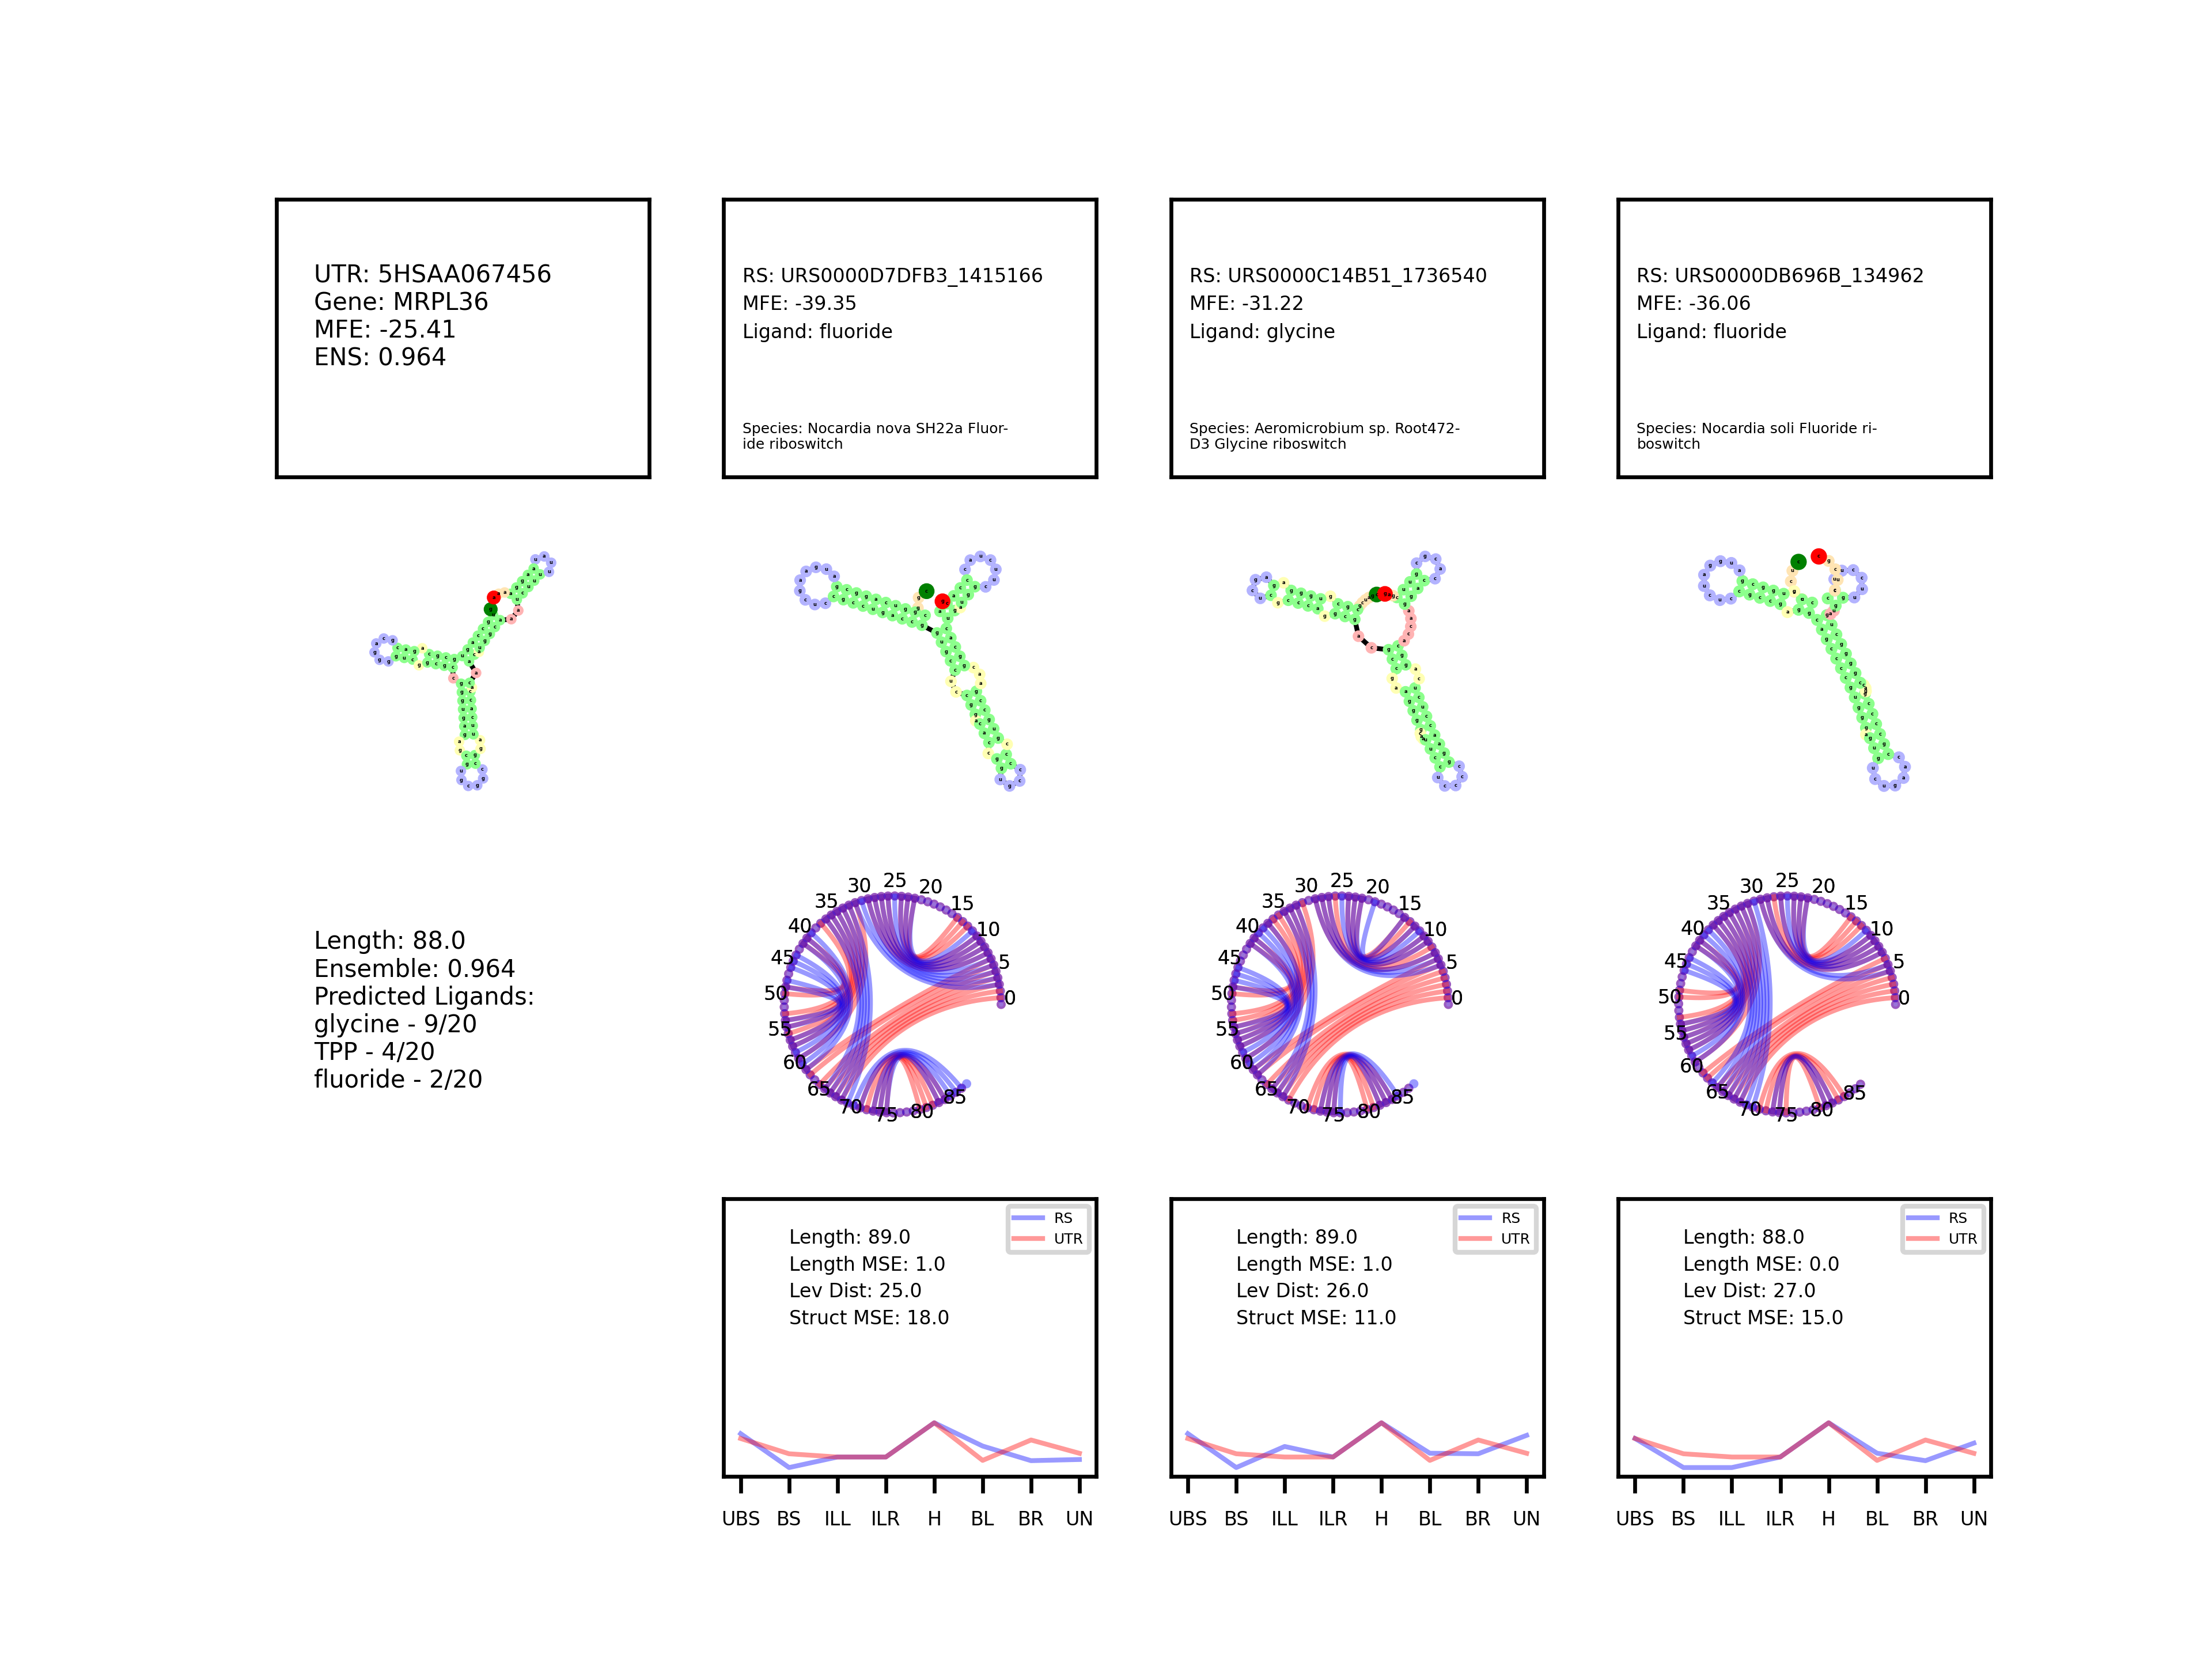 UTR: 5HSAA067456
Gene: MRPL36
MFE: -25.41
ENS: 0.964
RS: URS0000D7DFB3_1415166
MFE: -39.35
Ligand: fluoride
Species: Nocardia nova SH22a Fluor-
ide riboswitch
RS: URS0000C14B51_1736540
MFE: -31.22
Ligand: glycine
Species: Aeromicrobium sp. Root472-
D3 Glycine riboswitch
RS: URS0000DB696B_134962
MFE: -36.06
Ligand: fluoride
Species: Nocardia soli Fluoride ri-
boswitch
Length: 88.0
Ensemble: 0.964
Predicted Ligands:
glycine - 9/20
TPP - 4/20
fluoride - 2/20
0 5 10 15 20 25 30 35 40 45 50 55 60 65 70 75 80 85
0 5 10 15 20 25 30 35 40 45 50 55 60 65 70 75 80 85
0 5 10 15 20 25 30 35 40 45 50 55 60 65 70 75 80 85
RS
UTR
Length: 89.0
Length MSE: 1.0
Lev Dist: 25.0
Struct MSE: 18.0
UBS BS ILL ILR H BL BR UN
RS
UTR
Length: 89.0
Length MSE: 1.0
Lev Dist: 26.0
Struct MSE: 11.0
UBS BS ILL ILR H BL BR UN
RS
UTR
Length: 88.0
Length MSE: 0.0
Lev Dist: 27.0
Struct MSE: 15.0
UBS BS ILL ILR H BL BR UN